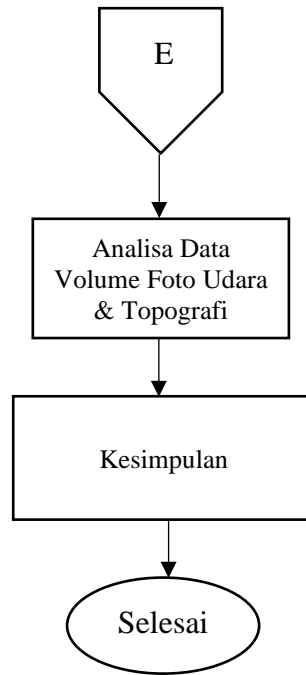 E
Analisa Data
Volume Foto Udara
& Topografi
Kesimpulan
Selesai